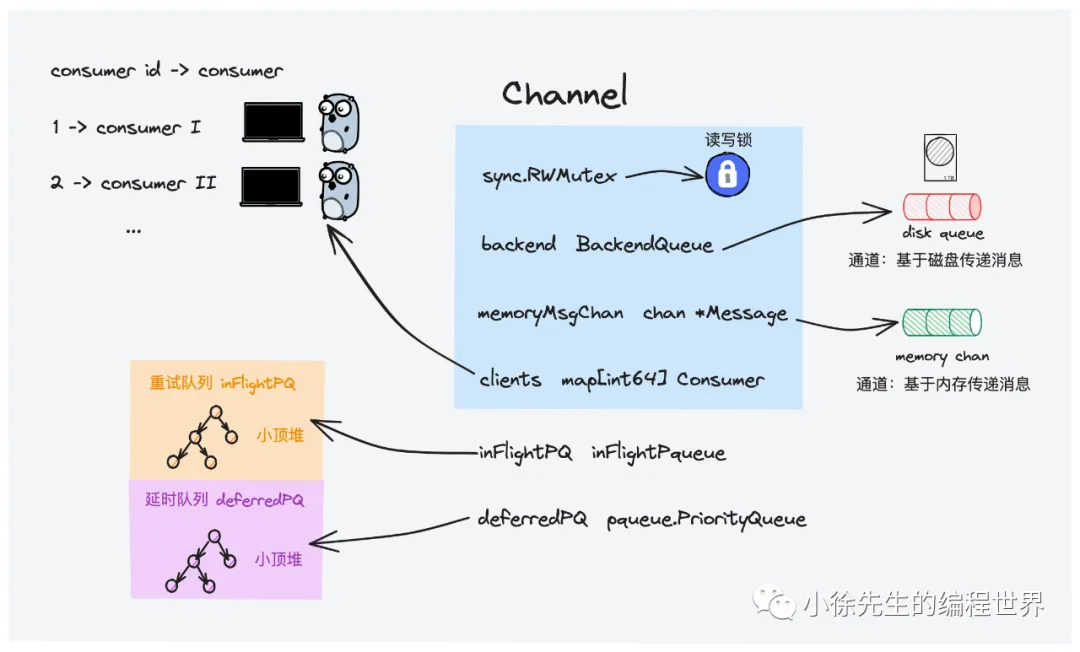 consumer id -> consumer
1 -> consumer I
2 -> consumer II
...
Channel
读写锁
sync.RWMutex
backend BackendQueue
memoryMsgChan chan *Message
clients map[int64] Consumer
inFlightPQ inFlightPqueue
deferredPQ pqueue.PriorityQueue
1 TB
disk queue
通道：基于磁盘传递消息
memory chan
通道：基于内存传递消息
重试队列 inFlightPQ
小顶堆
延时队列 deferredPQ
小顶堆
小徐先生的编程世界